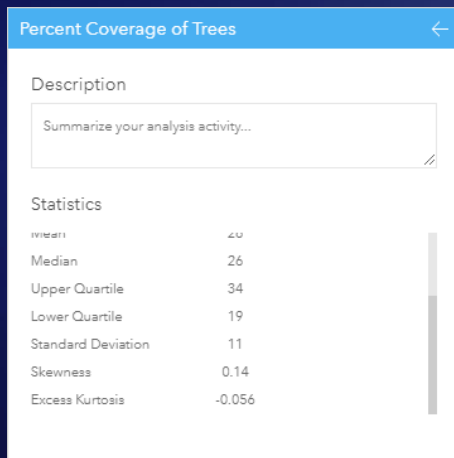 Percent Coverage of Trees
Description
Summarize your analysis activity...
Statistics
Mean
Median 26
Upper Quartile 34
Lower Quartile 19
Standard Deviation 11
Skewness 0.14
Excess Kurtosis -0.056